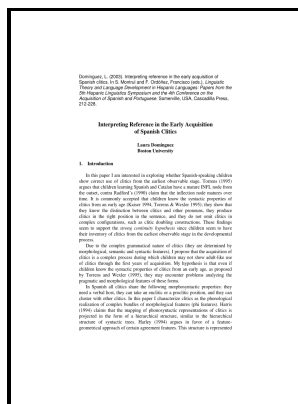 Domínguez, L. (2003). Interpreting reference in the early acquisition of
Spanish clitics. In S. Montrul and F. Ordóñez, Francisco (eds.), Linguistic
Theory and Language Development in Hispanic Languages: Papers from the
5th Hispanic Linguistics Symposium and the 4th Conference on the
Acquisition of Spanish and Portuguese. Somerville, USA, Cascadilla Press,
212-228.
Interpreting Reference in the Early Acquisition
of Spanish Clitics
Laura Domínguez
Boston University
1. Introduction
In this paper I am interested in exploring whether Spanish-speaking children
show correct use of clitics from the earliest observable stage. Torrens (1995)
argues that children learning Spanish and Catalan have a mature INFL node from
the outset, contra Radford's (1990) claim that the inflection node matures over
time. It is commonly accepted that children know the syntactic properties of
clitics from an early age (Kaiser 1994, Torrens & Wexler 1995); they show that
they know the distinction between clitics and other pronouns, they produce
clitics in the right position in the sentence, and they do not omit clitics in
complex configurations, such as clitic doubling constructions. These findings
seem to support the strong continuity hypothesis since children seem to have
their inventory of clitics from the earliest observable stage in the developmental
process.
Due to the complex grammatical nature of clitics (they are determined by
morphological, semantic and syntactic features), I propose that the acquisition of
clitics is a complex process during which children may not show adult-like use
of clitics through the first years of acquisition. My hypothesis is that even if
children know the syntactic properties of clitics from an early age, as proposed
by Torrens and Wexler (1995), they may encounter problems analyzing the
pragmatic and morphological features of these forms.
In Spanish all clitics share the following morphosyntactic properties: they
need a verbal host, they can take an enclitic or a proclitic position, and they can
cluster with other clitics. In this paper I characterize clitics as the phonological
realization of complex bundles of morphological features (phi features). Harris
(1994) claims that the mapping of phonosyntactic representations of clitics is
projected in the form of a hierarchical structure, similar to the hierarchical
structure of syntactic trees. Harley (1994) argues in favor of a feature-
geometrical approach of certain agreement features. This structure is represented